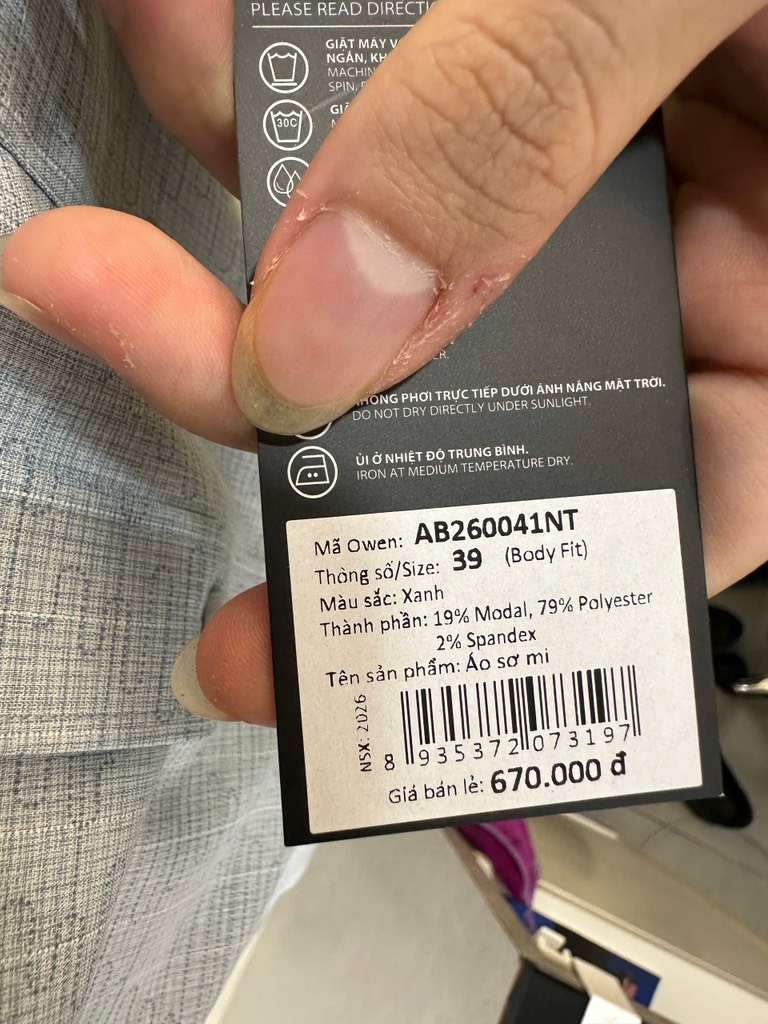 PLEASE READ
GIẶT MÁY
NGẮN,
MACHIN
SPIN,
30C
PHƠI TRỰC TIẾP DƯỚI ÁNH NẮNG MẶT TRỜI.
DO NOT DRY DIRECTLY UNDER SUNLIGHT.
ỦI Ở NHIỆT ĐỘ TRUNG BÌNH.
IRON AT MEDIUM TEMPERATURE DRY.
Mã Owen: AB260041NT
Thông số/Size: 39 (Body Fit)
Màu sắc: Xanh
Thành phần: 19% Modal, 79% Polyester
2% Spandex
Tên sản phẩm: Áo sơ mi
NSX: 2026
8 935372 073197
Giá bán lẻ: 670.000 đ